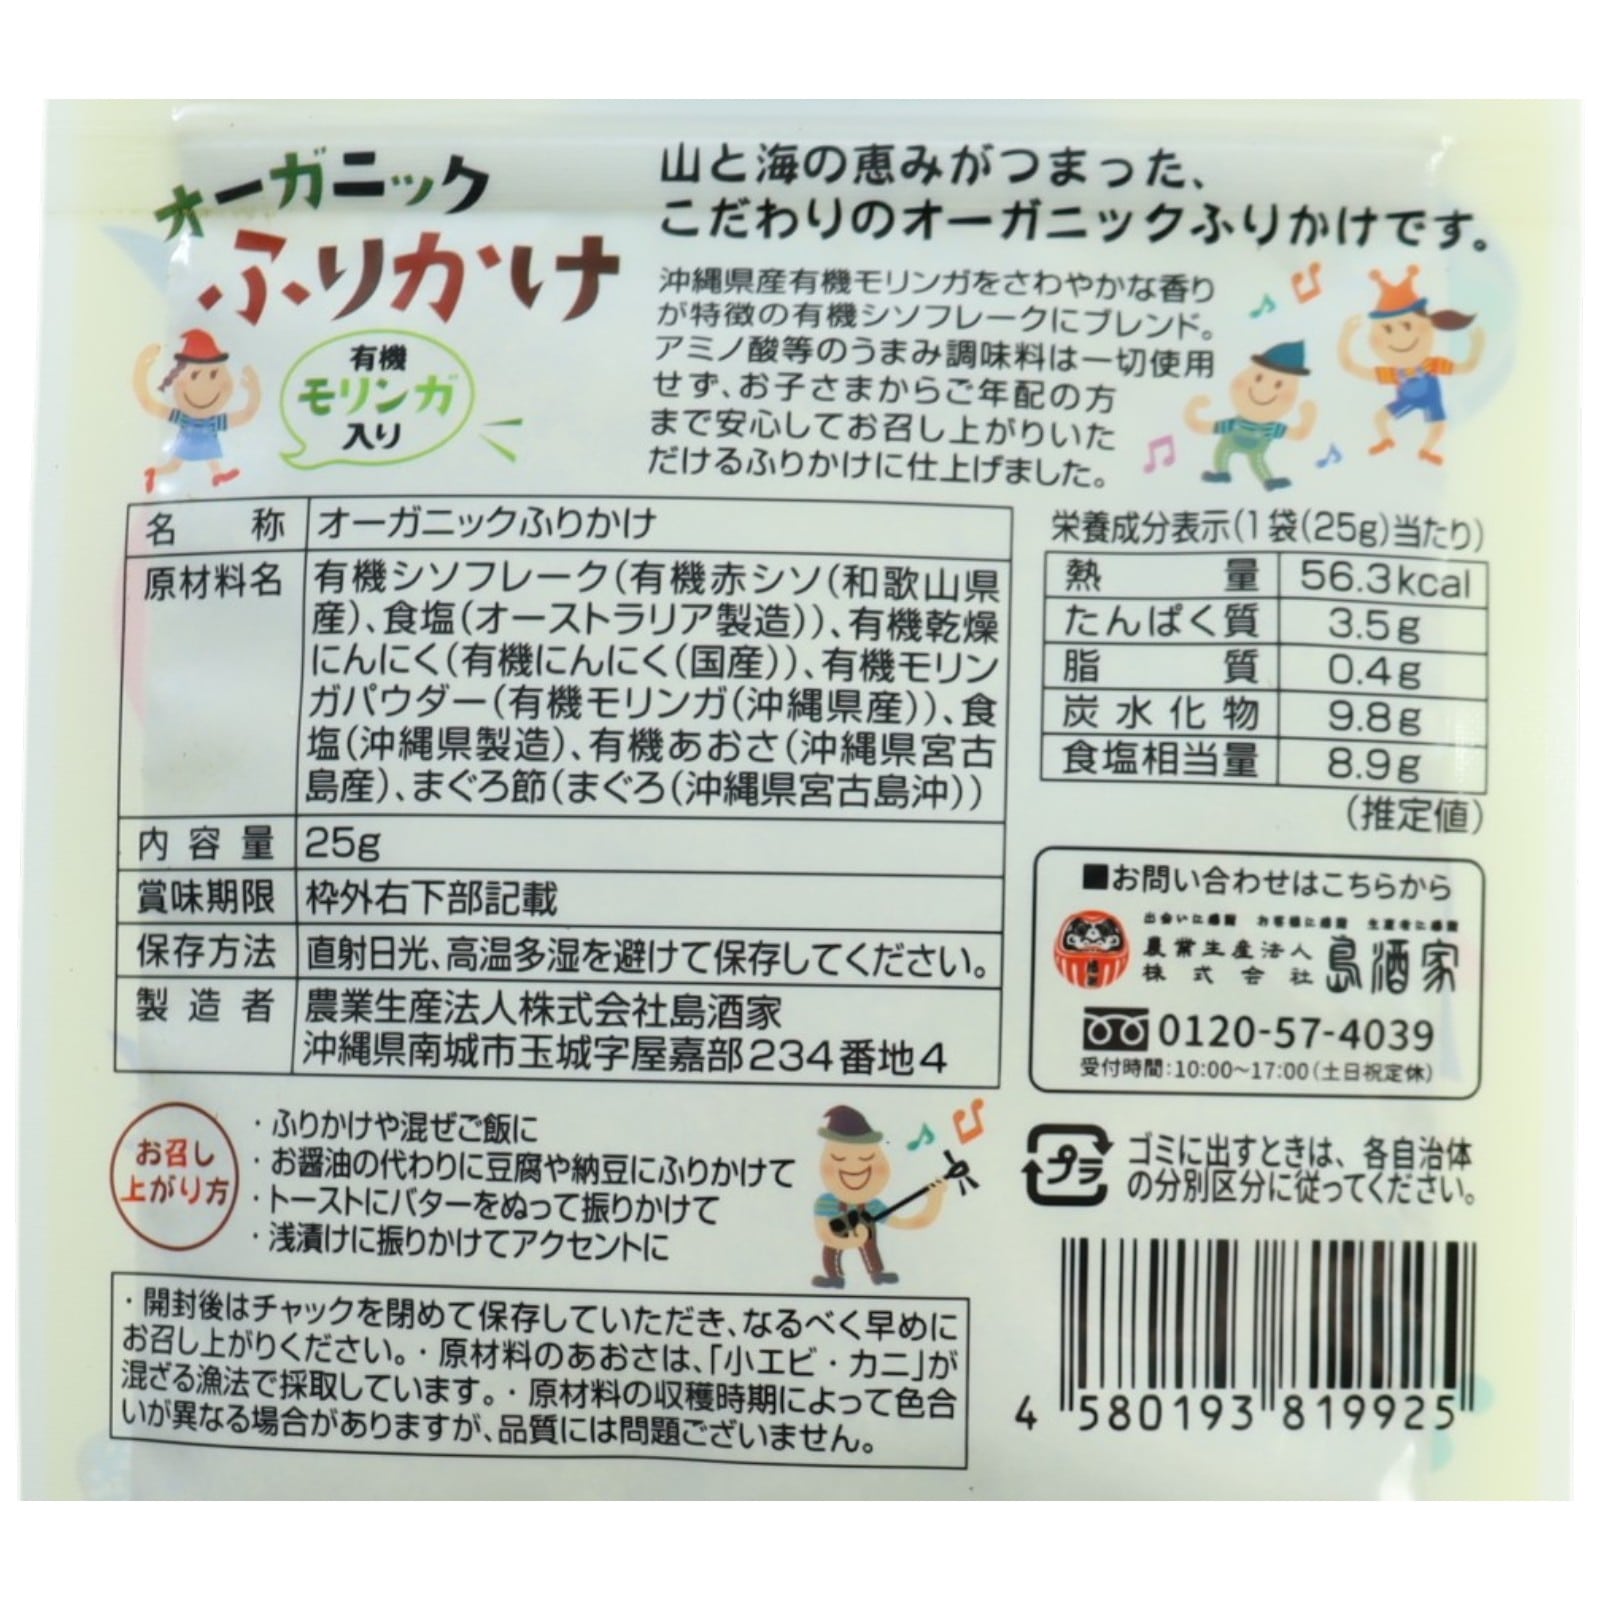 オーガニック
ふりかけ
有機
モリンガ
入り
山と海の恵みがつまった、
こだわりのオーガニックふりかけです。
沖縄県産有機モリンガをさわやかな香り
が特徴の有機シソフレークにブレンド。
アミノ酸等のうまみ調味料は一切使用
せず、お子さまからご年配の方
まで安心してお召し上がりいた
だけるふりかけに仕上げました。
名称 オーガニックふりかけ
原材料名 有機シソフレーク(有機赤シソ(和歌山県
産)、食塩(オーストラリア製造))、有機乾燥
にんにく(有機にんにく(国産))、有機モリン
ガパウダー(有機モリンガ(沖縄県産))、食
塩(沖縄県製造)、有機あおさ(沖縄県宮古
島産)、まぐろ節(まぐろ(沖縄県宮古島沖))
内容量 25g
賞味期限 枠外右下部記載
保存方法 直射日光、高温多湿を避けて保存してください。
製造者 農業生産法人株式会社島酒家
沖縄県南城市玉城字屋嘉部234番地4
栄養成分表示(1袋(25g)当たり)
熱量 56.3kcal
たんぱく質 3.5g
脂質 0.4g
炭水化物 9.8g
食塩相当量 8.9g
(推定値)
■お問い合わせはこちらから
出会いに感謝 お客様に感謝 生産者に感謝
農業生産法人
株式会社 島酒家
0120-57-4039
受付時間:10:00〜17:00(土日祝定休)
お召し
上がり方
・ふりかけや混ぜご飯に
・お醤油の代わりに豆腐や納豆にふりかけて
・トーストにバターをぬって振りかけて
・浅漬けに振りかけてアクセントに
プラ
ゴミに出すときは、各自治体
の分別区分に従ってください。
・開封後はチャックを閉めて保存していただき、なるべく早めに
お召し上がりください。・原材料のあおさは、「小エビ・カニ」が
混ざる漁法で採取しています。・原材料の収穫時期によって色合
いが異なる場合がありますが、品質には問題ございません。
4 580193 819925